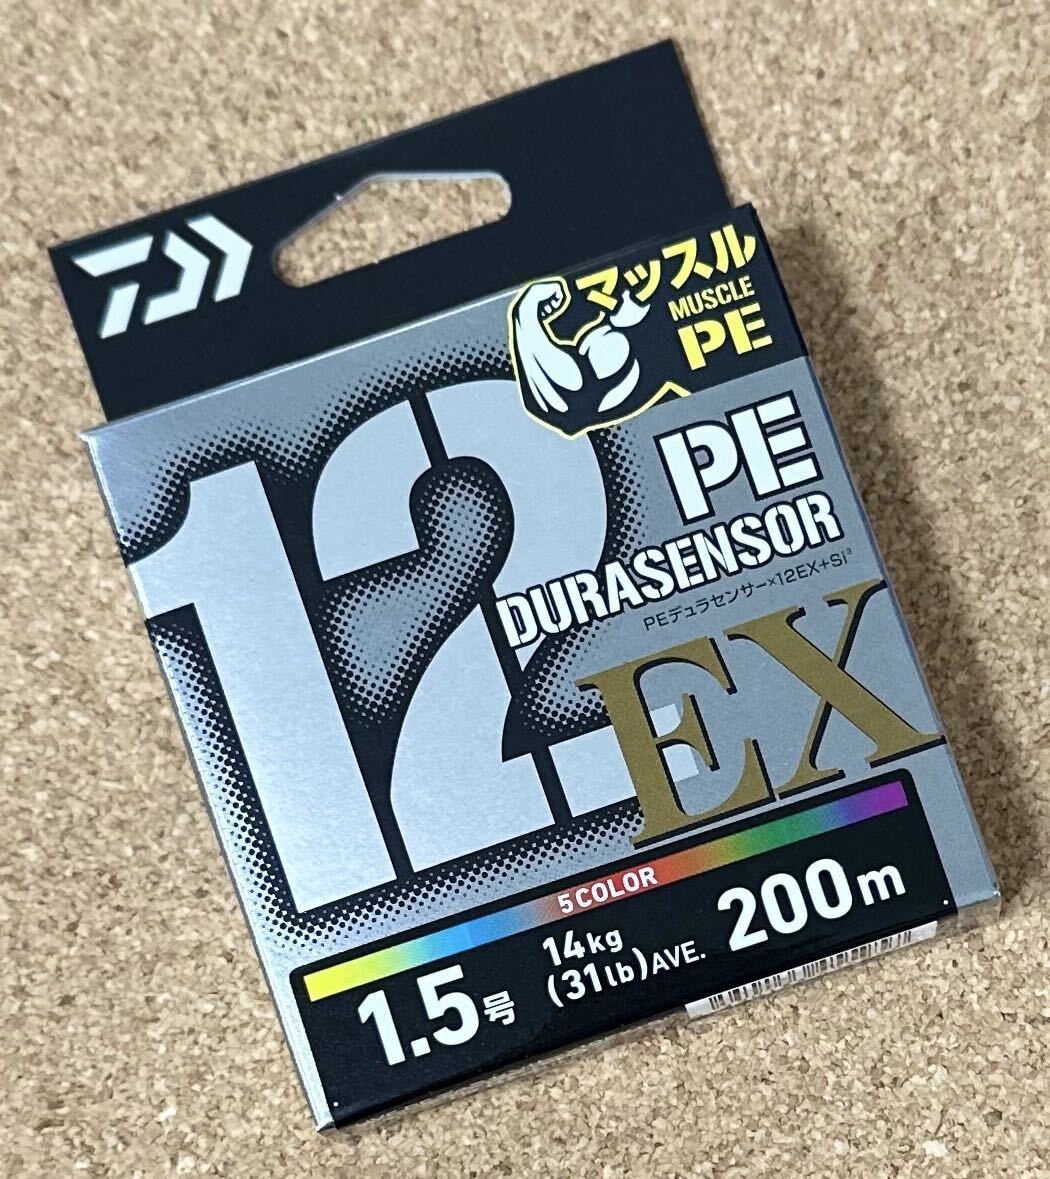 マッスル
MUSCLE
PE
12
PE
DURASENSOR
PEデュラセンサー×12EX+Si³
EX
5COLOR
1.5号
14kg
(31lb)AVE.
200m